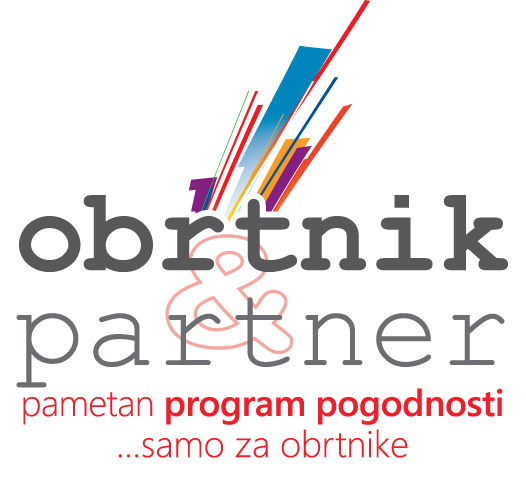 obrtnik
&
partner
pametan program pogodnosti
...samo za obrtnike